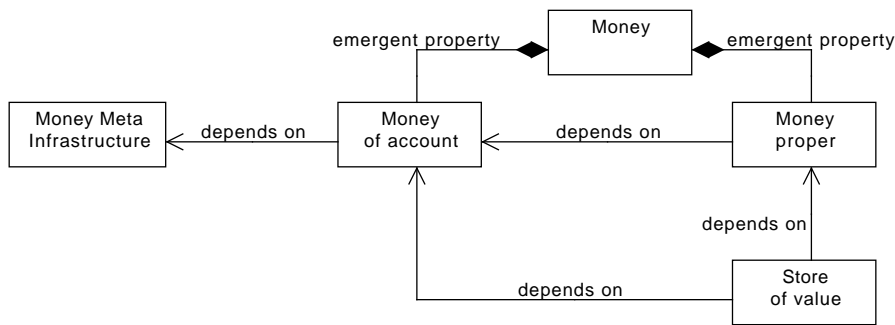 emergent property
Money
emergent property
Money Meta
Infrastructure
depends on
Money
of account
depends on
Money
proper
depends on
depends on
Store
of value